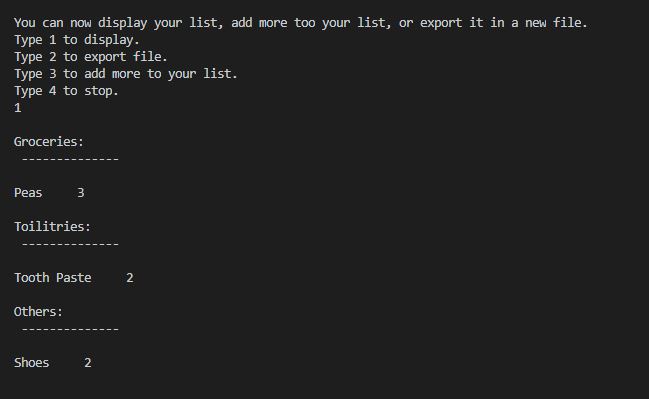 You can now display your list, add more too your list, or export it in a new file.
Type 1 to display.
Type 2 to export file.
Type 3 to add more to your list.
Type 4 to stop.
1
Groceries:
--------------
Peas     3
Toilitries:
--------------
Tooth Paste     2
Others:
--------------
Shoes     2